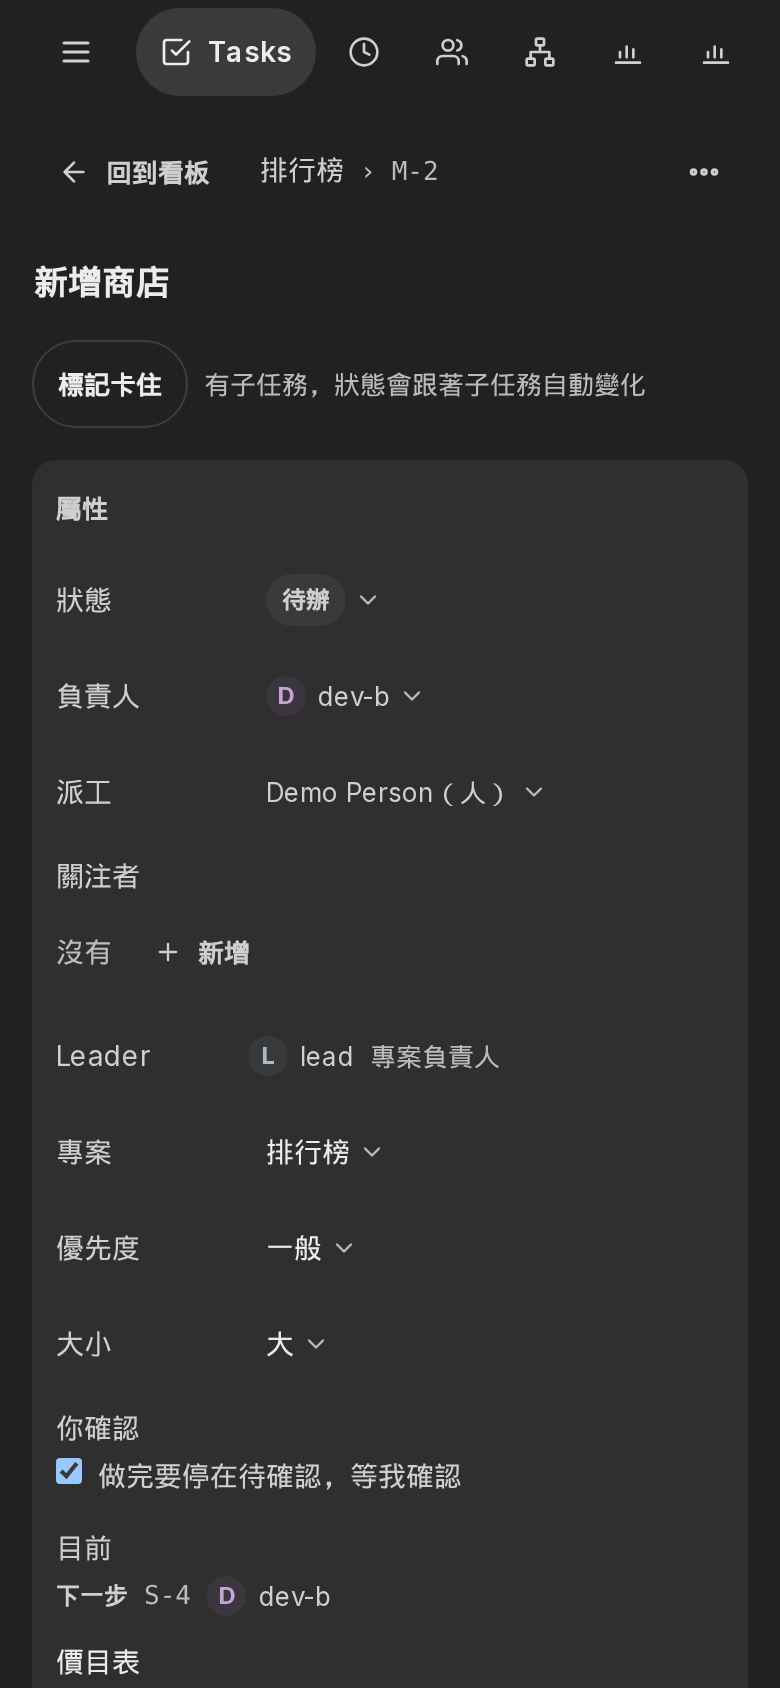 Tasks
回到看板 排行榜 › M-2
新增商店
標記卡住 有子任務，狀態會跟著子任務自動變化
屬性
狀態 待辦
負責人 D dev-b
派工 Demo Person（人）
關注者
沒有 + 新增
Leader L lead 專案負責人
專案 排行榜
優先度 一般
大小 大
你確認
做完要停在待確認，等我確認
目前
下一步 S-4 D dev-b
價目表